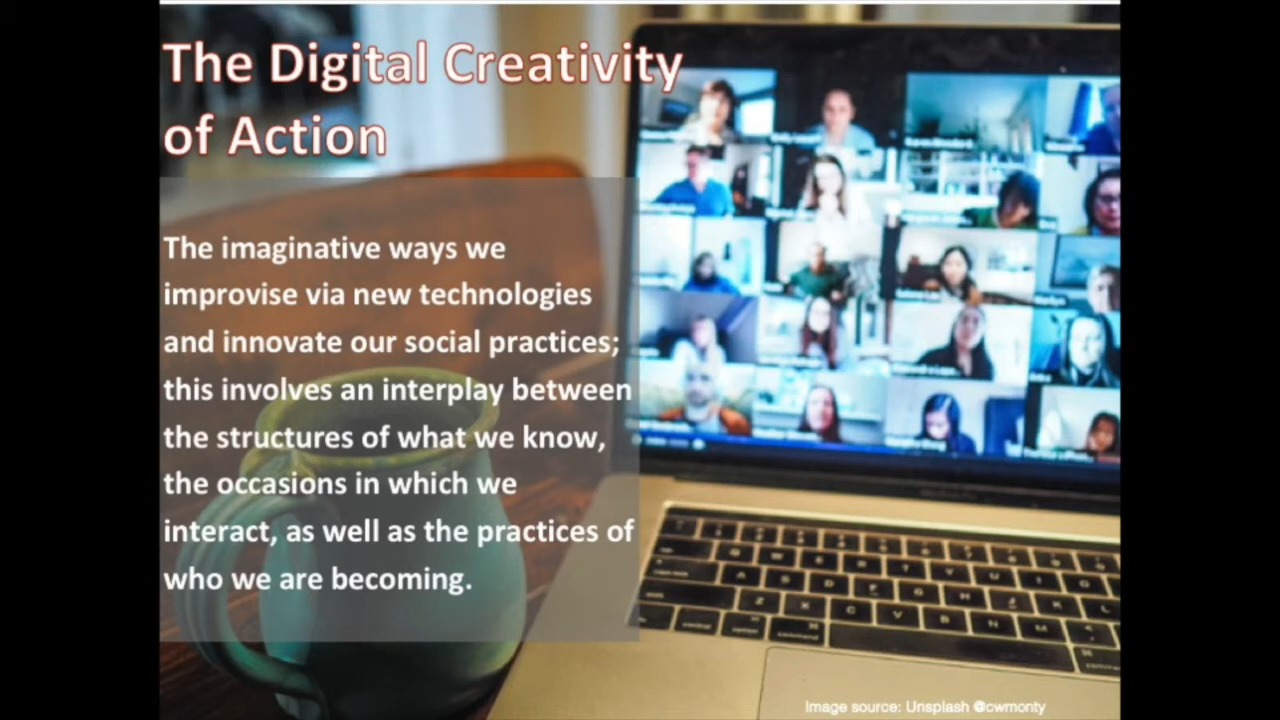 The Digital Creativity
of Action
The imaginative ways we
improvise via new technologies
and innovate our social practices;
this involves an interplay between
the structures of what we know,
the occasions in which we
interact, as well as the practices of
who we are becoming.
Image source: Unsplash @cwmonty